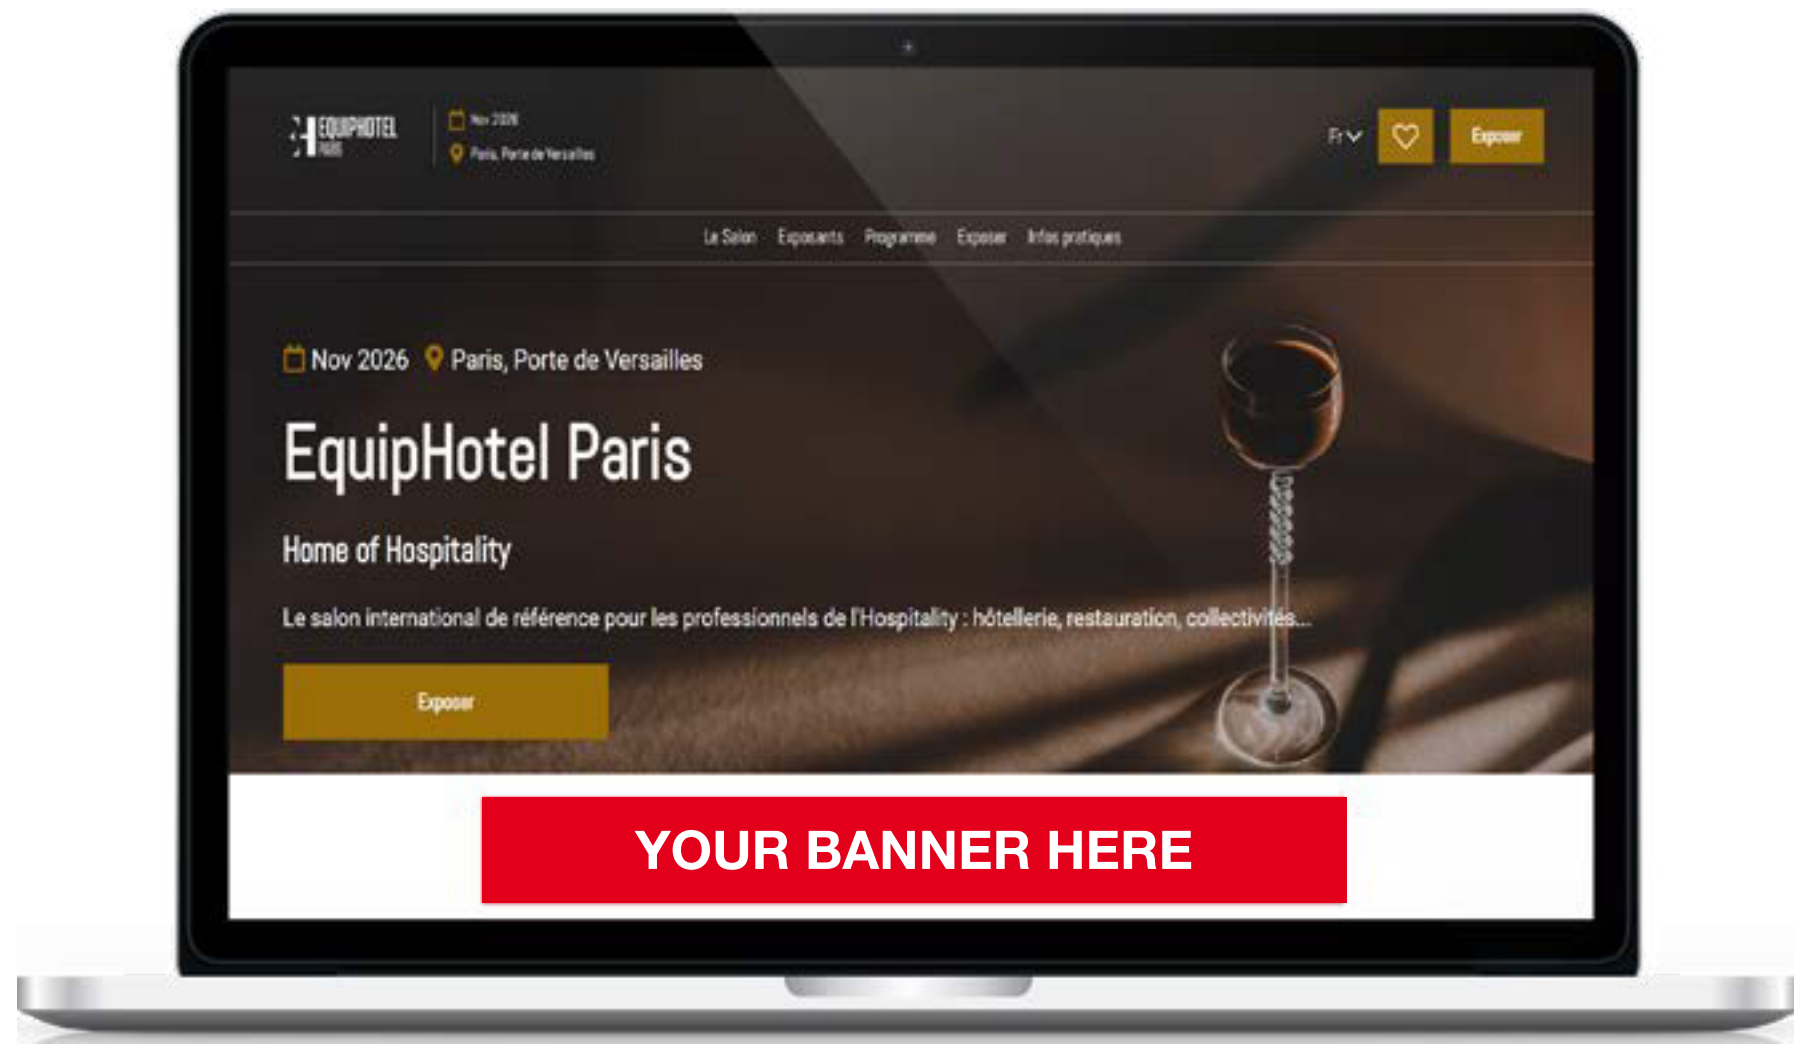 EQUIPHOTEL
PARIS
Nov 2026
Paris, Porte de Versailles
Fr
Exposer
Le Salon Exposants Programme Exposer Infos pratiques
Nov 2026 Paris, Porte de Versailles
EquipHotel Paris
Home of Hospitality
Le salon international de référence pour les professionnels de l'Hospitality : hôtellerie, restauration, collectivités...
Exposer
YOUR BANNER HERE